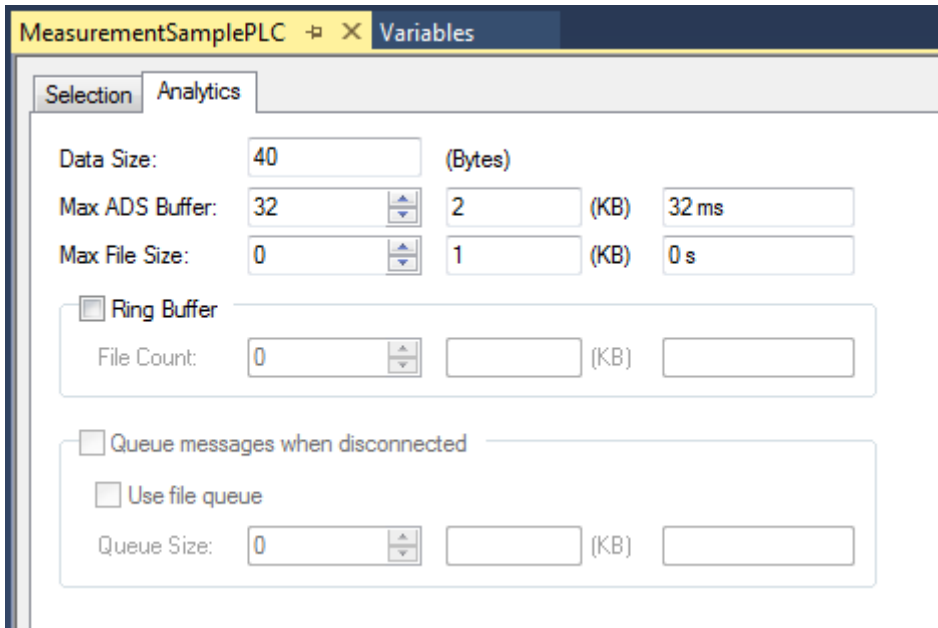 MeasurementSamplePLC Variables
Selection Analytics
Data Size: 40 (Bytes)
Max ADS Buffer: 32 2 (KB) 32 ms
Max File Size: 0 1 (KB) 0 s
Ring Buffer
File Count: 0 (KB)
Queue messages when disconnected
Use file queue
Queue Size: 0 (KB)